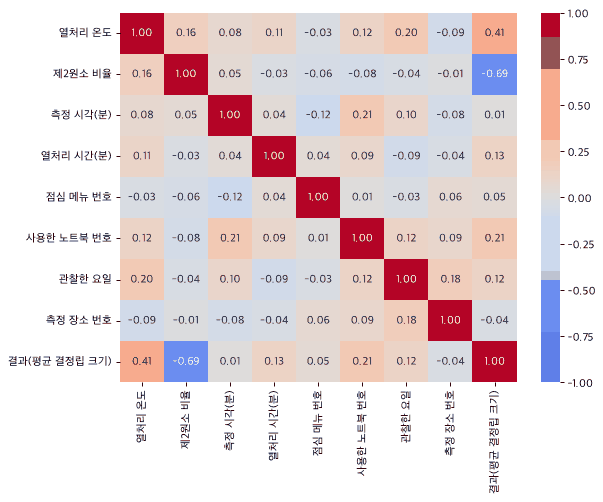 열처리 온도 1.00 0.16 0.08 0.11 -0.03 0.12 0.20 -0.09 0.41
제2원소 비율 0.16 1.00 0.05 -0.03 -0.06 -0.08 -0.04 -0.01 -0.69
측정 시각(분) 0.08 0.05 1.00 0.04 -0.12 0.21 0.10 -0.08 0.01
열처리 시간(분) 0.11 -0.03 0.04 1.00 0.04 0.09 -0.09 -0.04 0.13
점심 메뉴 번호 -0.03 -0.06 -0.12 0.04 1.00 0.01 -0.03 0.06 0.05
사용한 노트북 번호 0.12 -0.08 0.21 0.09 0.01 1.00 0.12 0.09 0.21
관찰한 요일 0.20 -0.04 0.10 -0.09 -0.03 0.12 1.00 0.18 0.12
측정 장소 번호 -0.09 -0.01 -0.08 -0.04 0.06 0.09 0.18 1.00 -0.04
결과(평균 결정립 크기) 0.41 -0.69 0.01 0.13 0.05 0.21 0.12 -0.04 1.00
열처리 온도
제2원소 비율
측정 시각(분)
열처리 시간(분)
점심 메뉴 번호
사용한 노트북 번호
관찰한 요일
측정 장소 번호
결과(평균 결정립 크기)
1.00
0.75
0.50
0.25
0.00
-0.25
-0.50
-0.75
-1.00